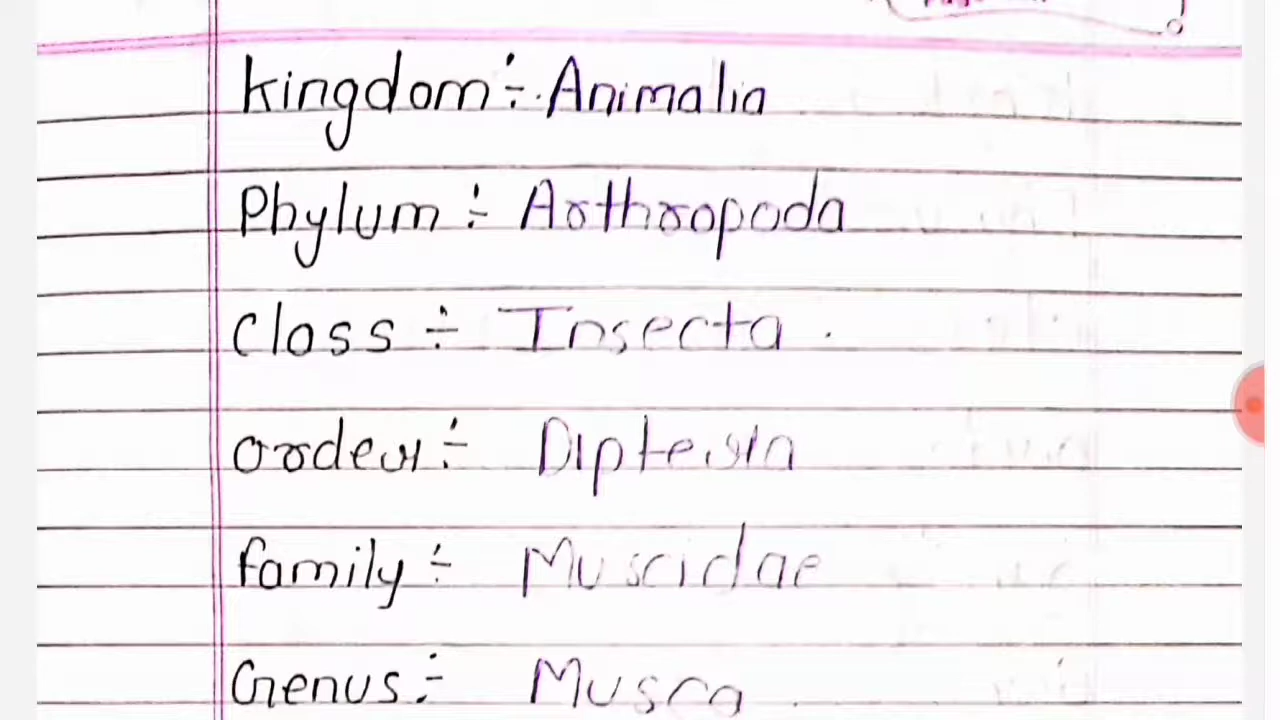 Kingdom ÷ Animalia
Phylum ÷ Arthropoda
Class ÷ Insecta.
Order ÷ Diptera
family ÷ Muscidae
Genus ÷ Musca